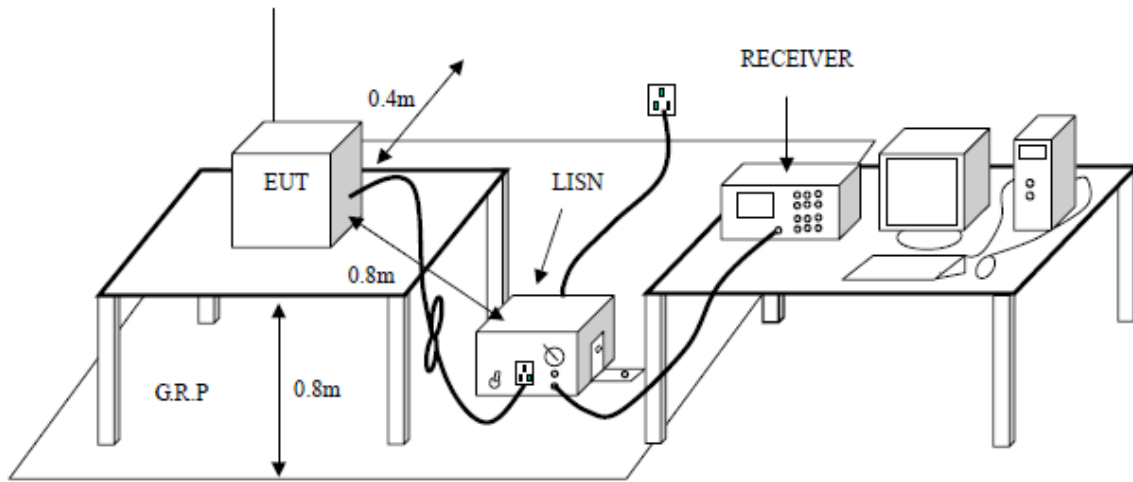 RECEIVER
0.4m
EUT
LISN
0.8m
G.R.P
0.8m